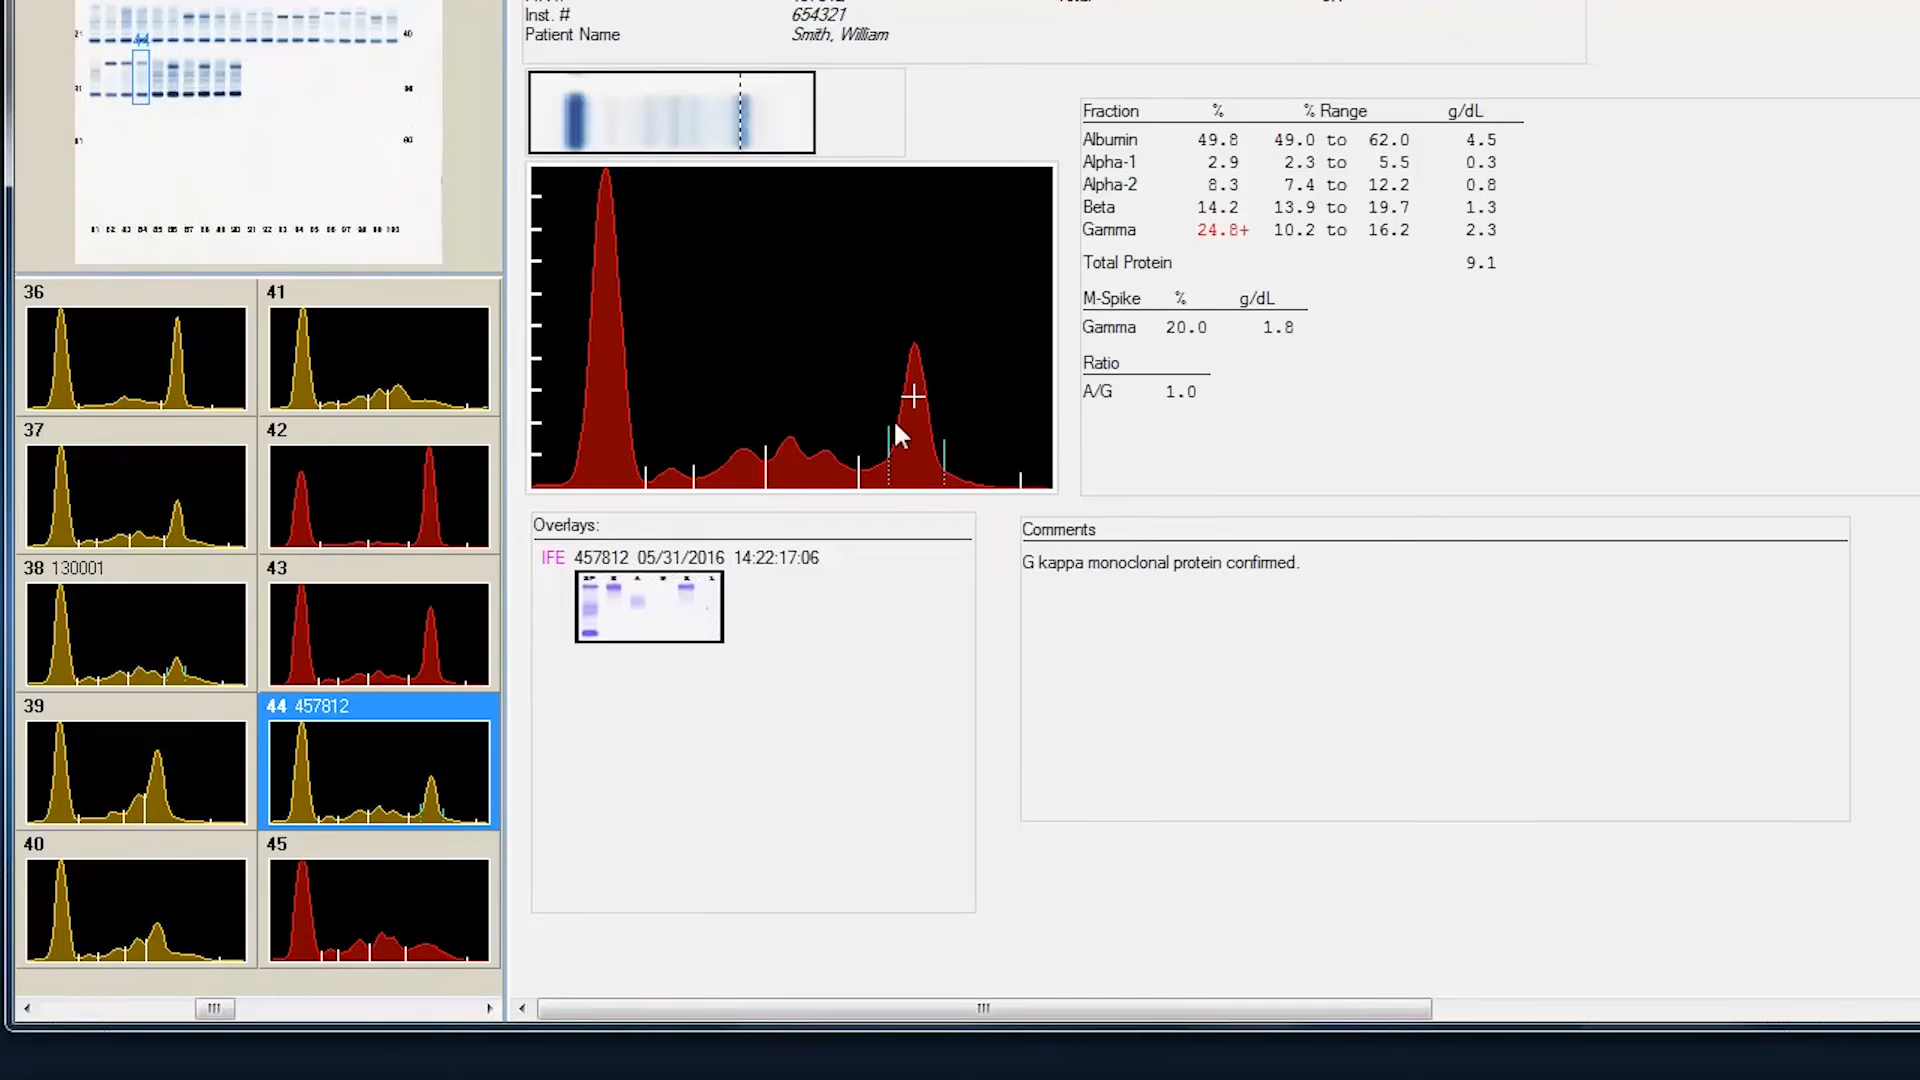 Inst. # 654321
Patient Name Smith, William
21 40
44
Fraction % % Range g/dL
Albumin 49.8 49.0 to 62.0 4.5
Alpha-1 2.9 2.3 to 5.5 0.3
Alpha-2 8.3 7.4 to 12.2 0.8
Beta 14.2 13.9 to 19.7 1.3
Gamma 24.8+ 10.2 to 16.2 2.3
Total Protein 9.1
M-Spike % g/dL
Gamma 20.0 1.8
Ratio
A/G 1.0
36 41
37 42
38 130001 43
39 44 457812
40 45
Overlays:
IFE 457812 05/31/2016 14:22:17:06
Comments
G kappa monoclonal protein confirmed.